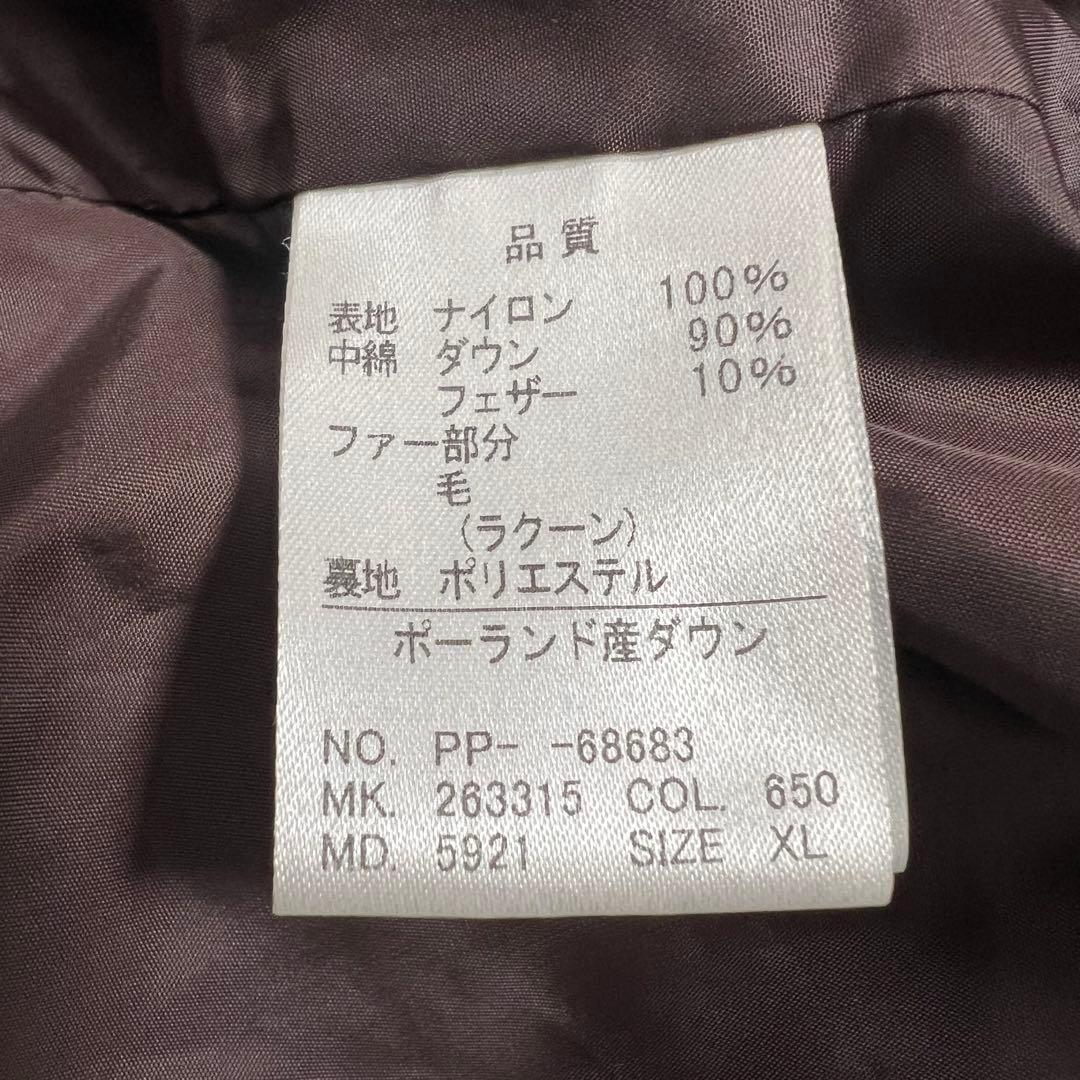 品質
表地 ナイロン 100%
中綿 ダウン 90%
フェザー 10%
ファー部分
毛
(ラクーン)
裏地 ポリエステル
ポーランド産ダウン
NO. PP- -68683
MK. 263315 COL. 650
MD. 5921 SIZE XL